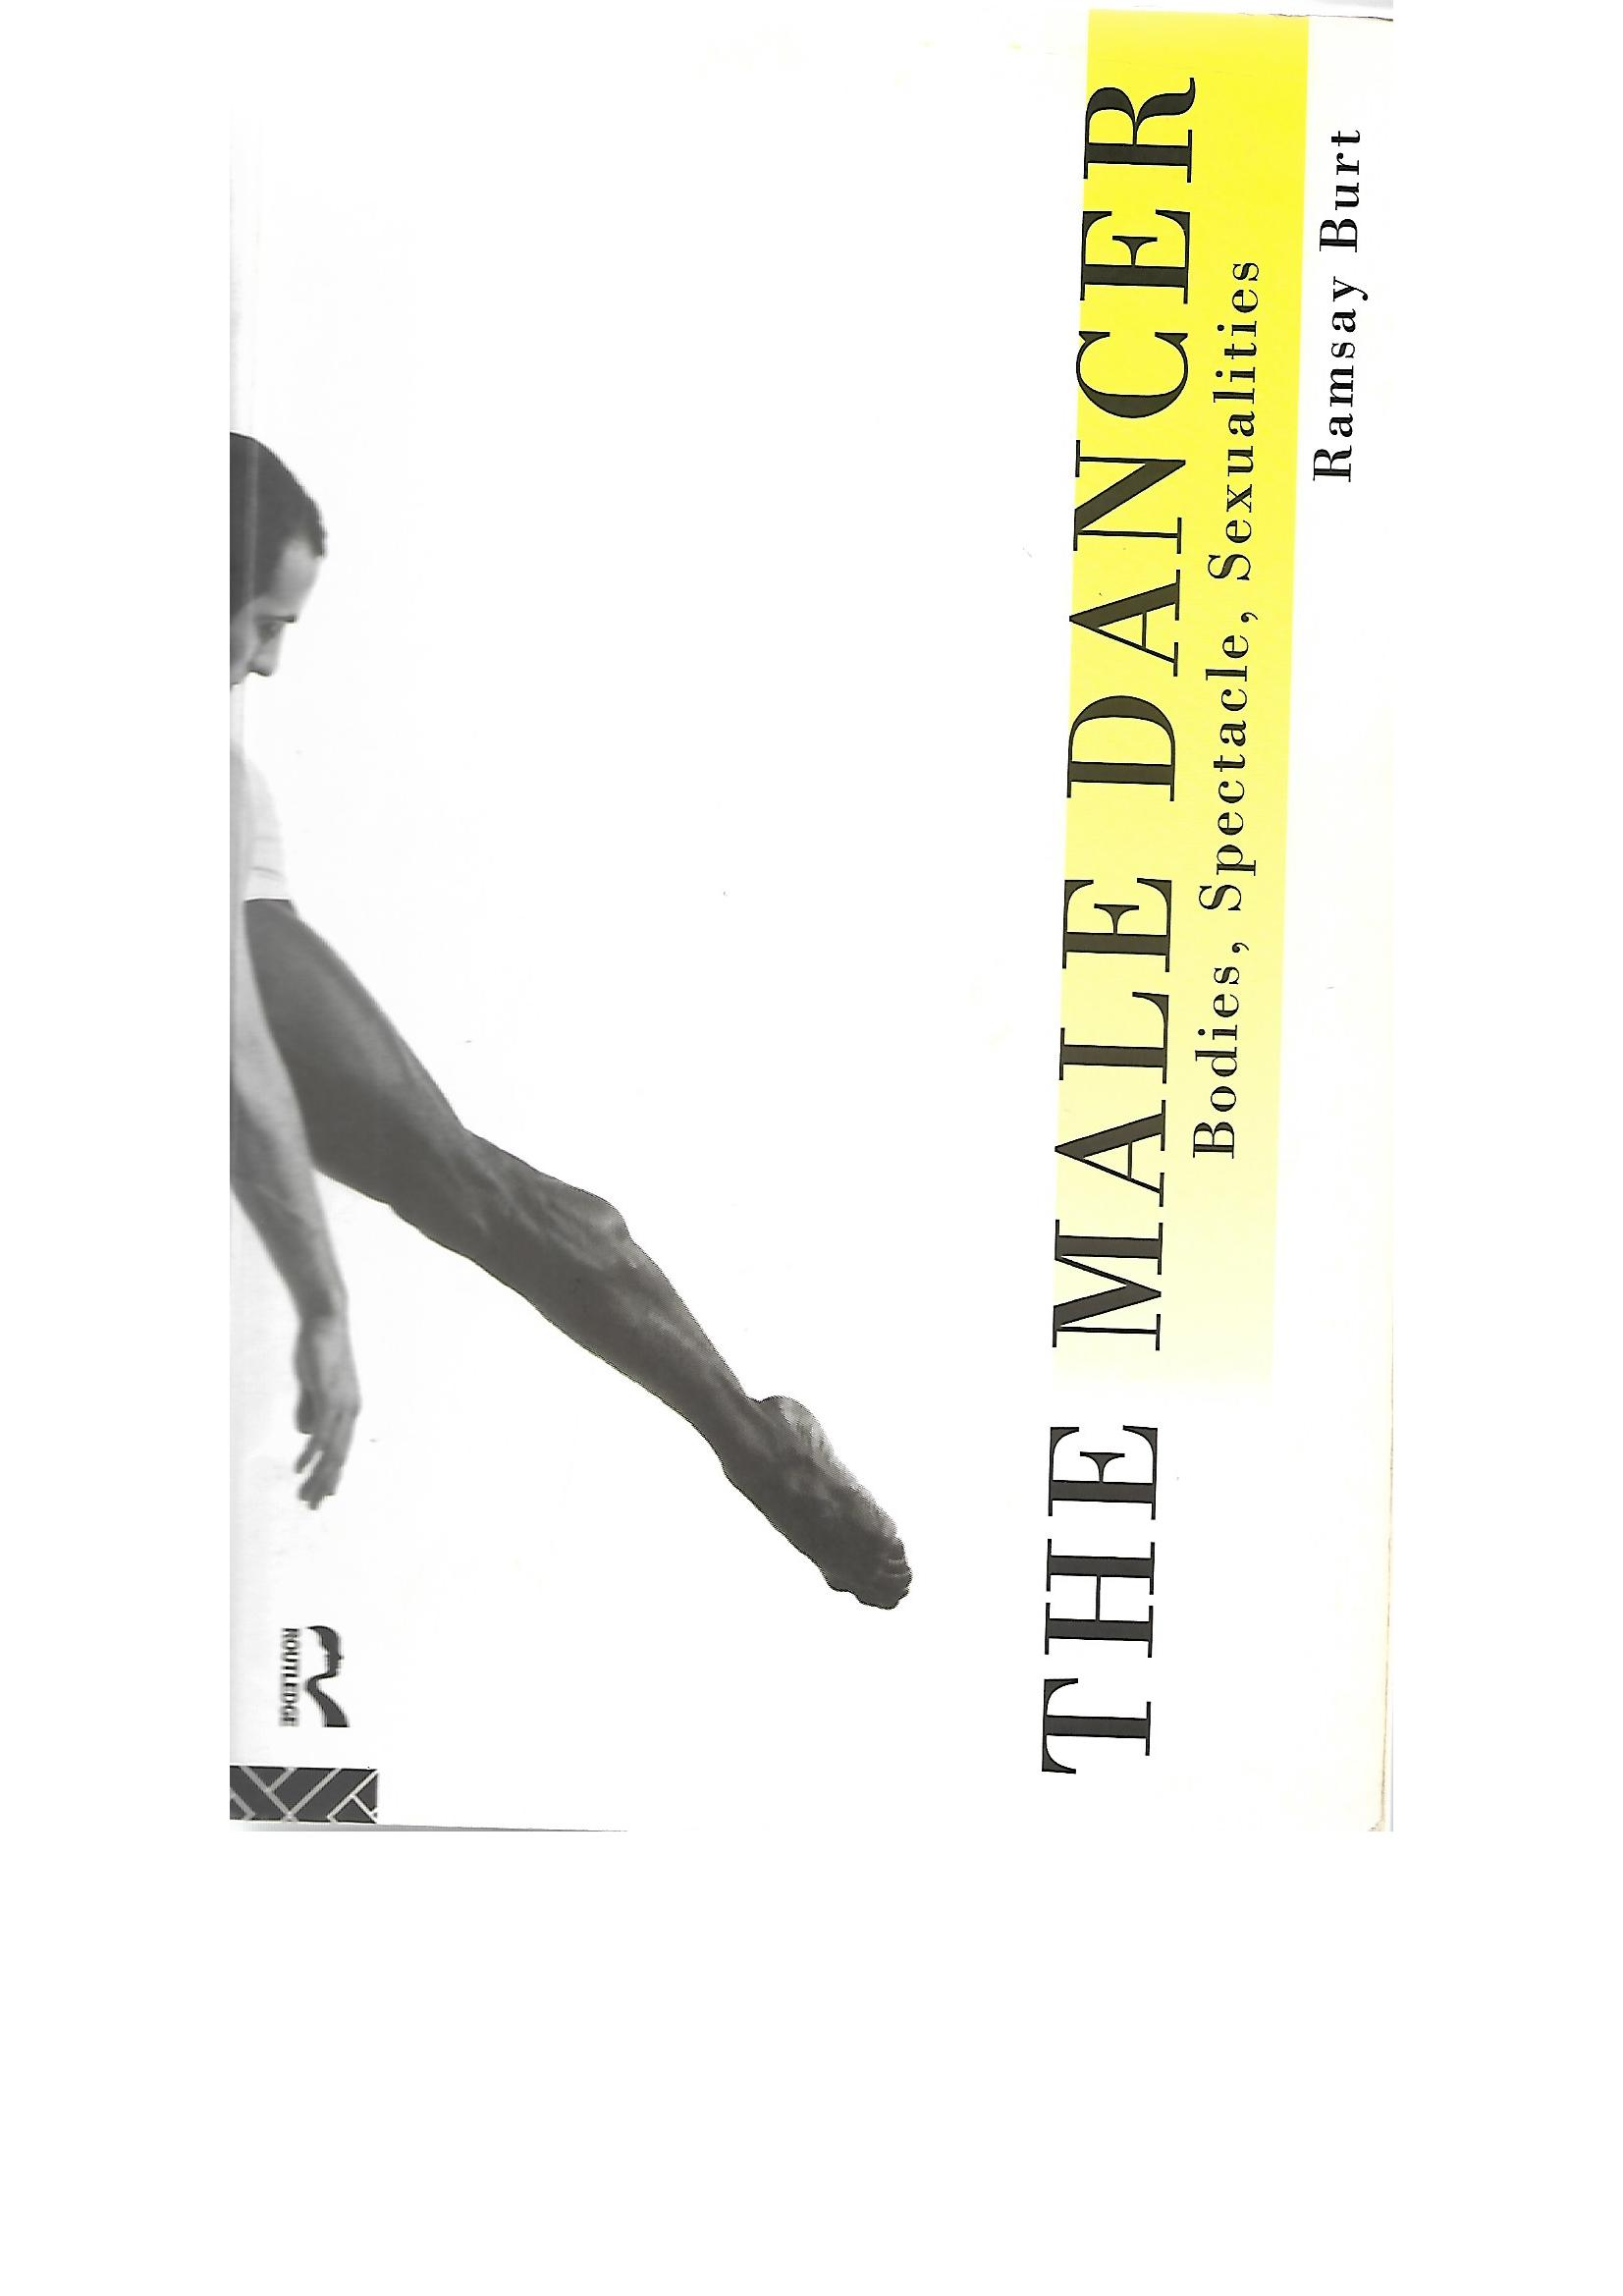 THE MALE DANCER
Bodies, Spectacle, Sexualities
Ramsay Burt
ROUTLEDGE